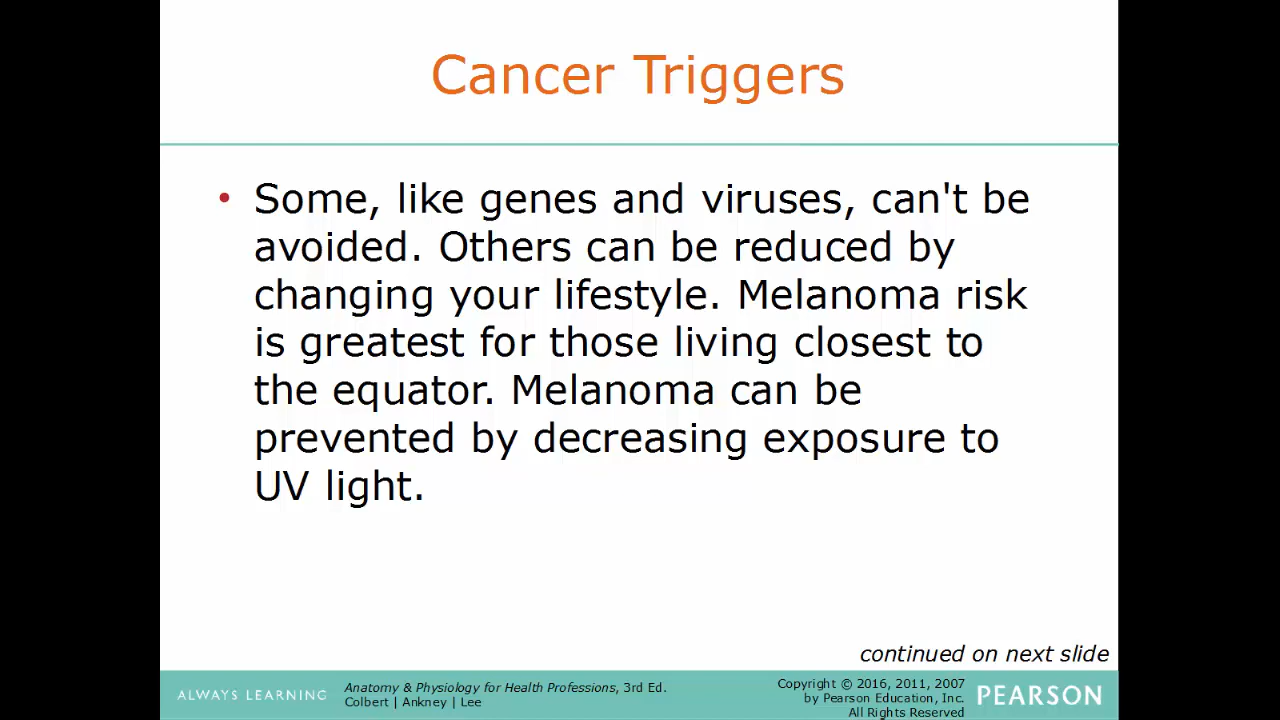 Cancer Triggers
• Some, like genes and viruses, can't be
avoided. Others can be reduced by
changing your lifestyle. Melanoma risk
is greatest for those living closest to
the equator. Melanoma can be
prevented by decreasing exposure to
UV light.
continued on next slide
ALWAYS LEARNING
Anatomy & Physiology for Health Professions, 3rd Ed.
Colbert | Ankney | Lee
Copyright © 2016, 2011, 2007
by Pearson Education, Inc.
All Rights Reserved
PEARSON